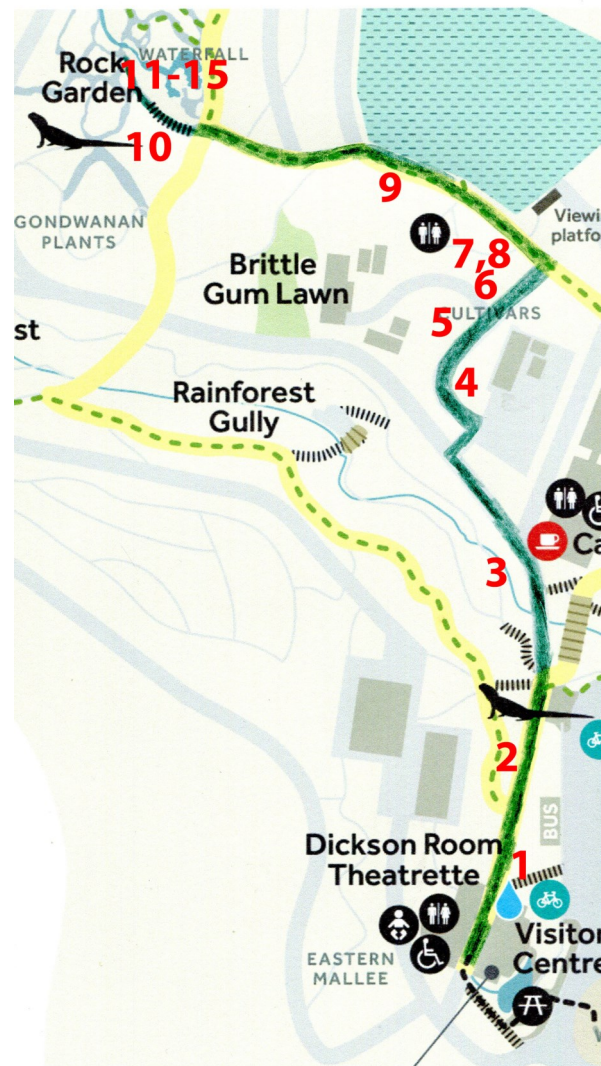 WATERFALL
Rock
Garden
11-15
10
9
GONDWANAN
PLANTS
Viewi
platfo
7,8
Brittle
Gum Lawn
6
CULTIVARS
5
st
4
Rainforest
Gully
Ca
3
2
BUS
Dickson Room
Theatrette
1
Visitor
Centre
EASTERN
MALLEE